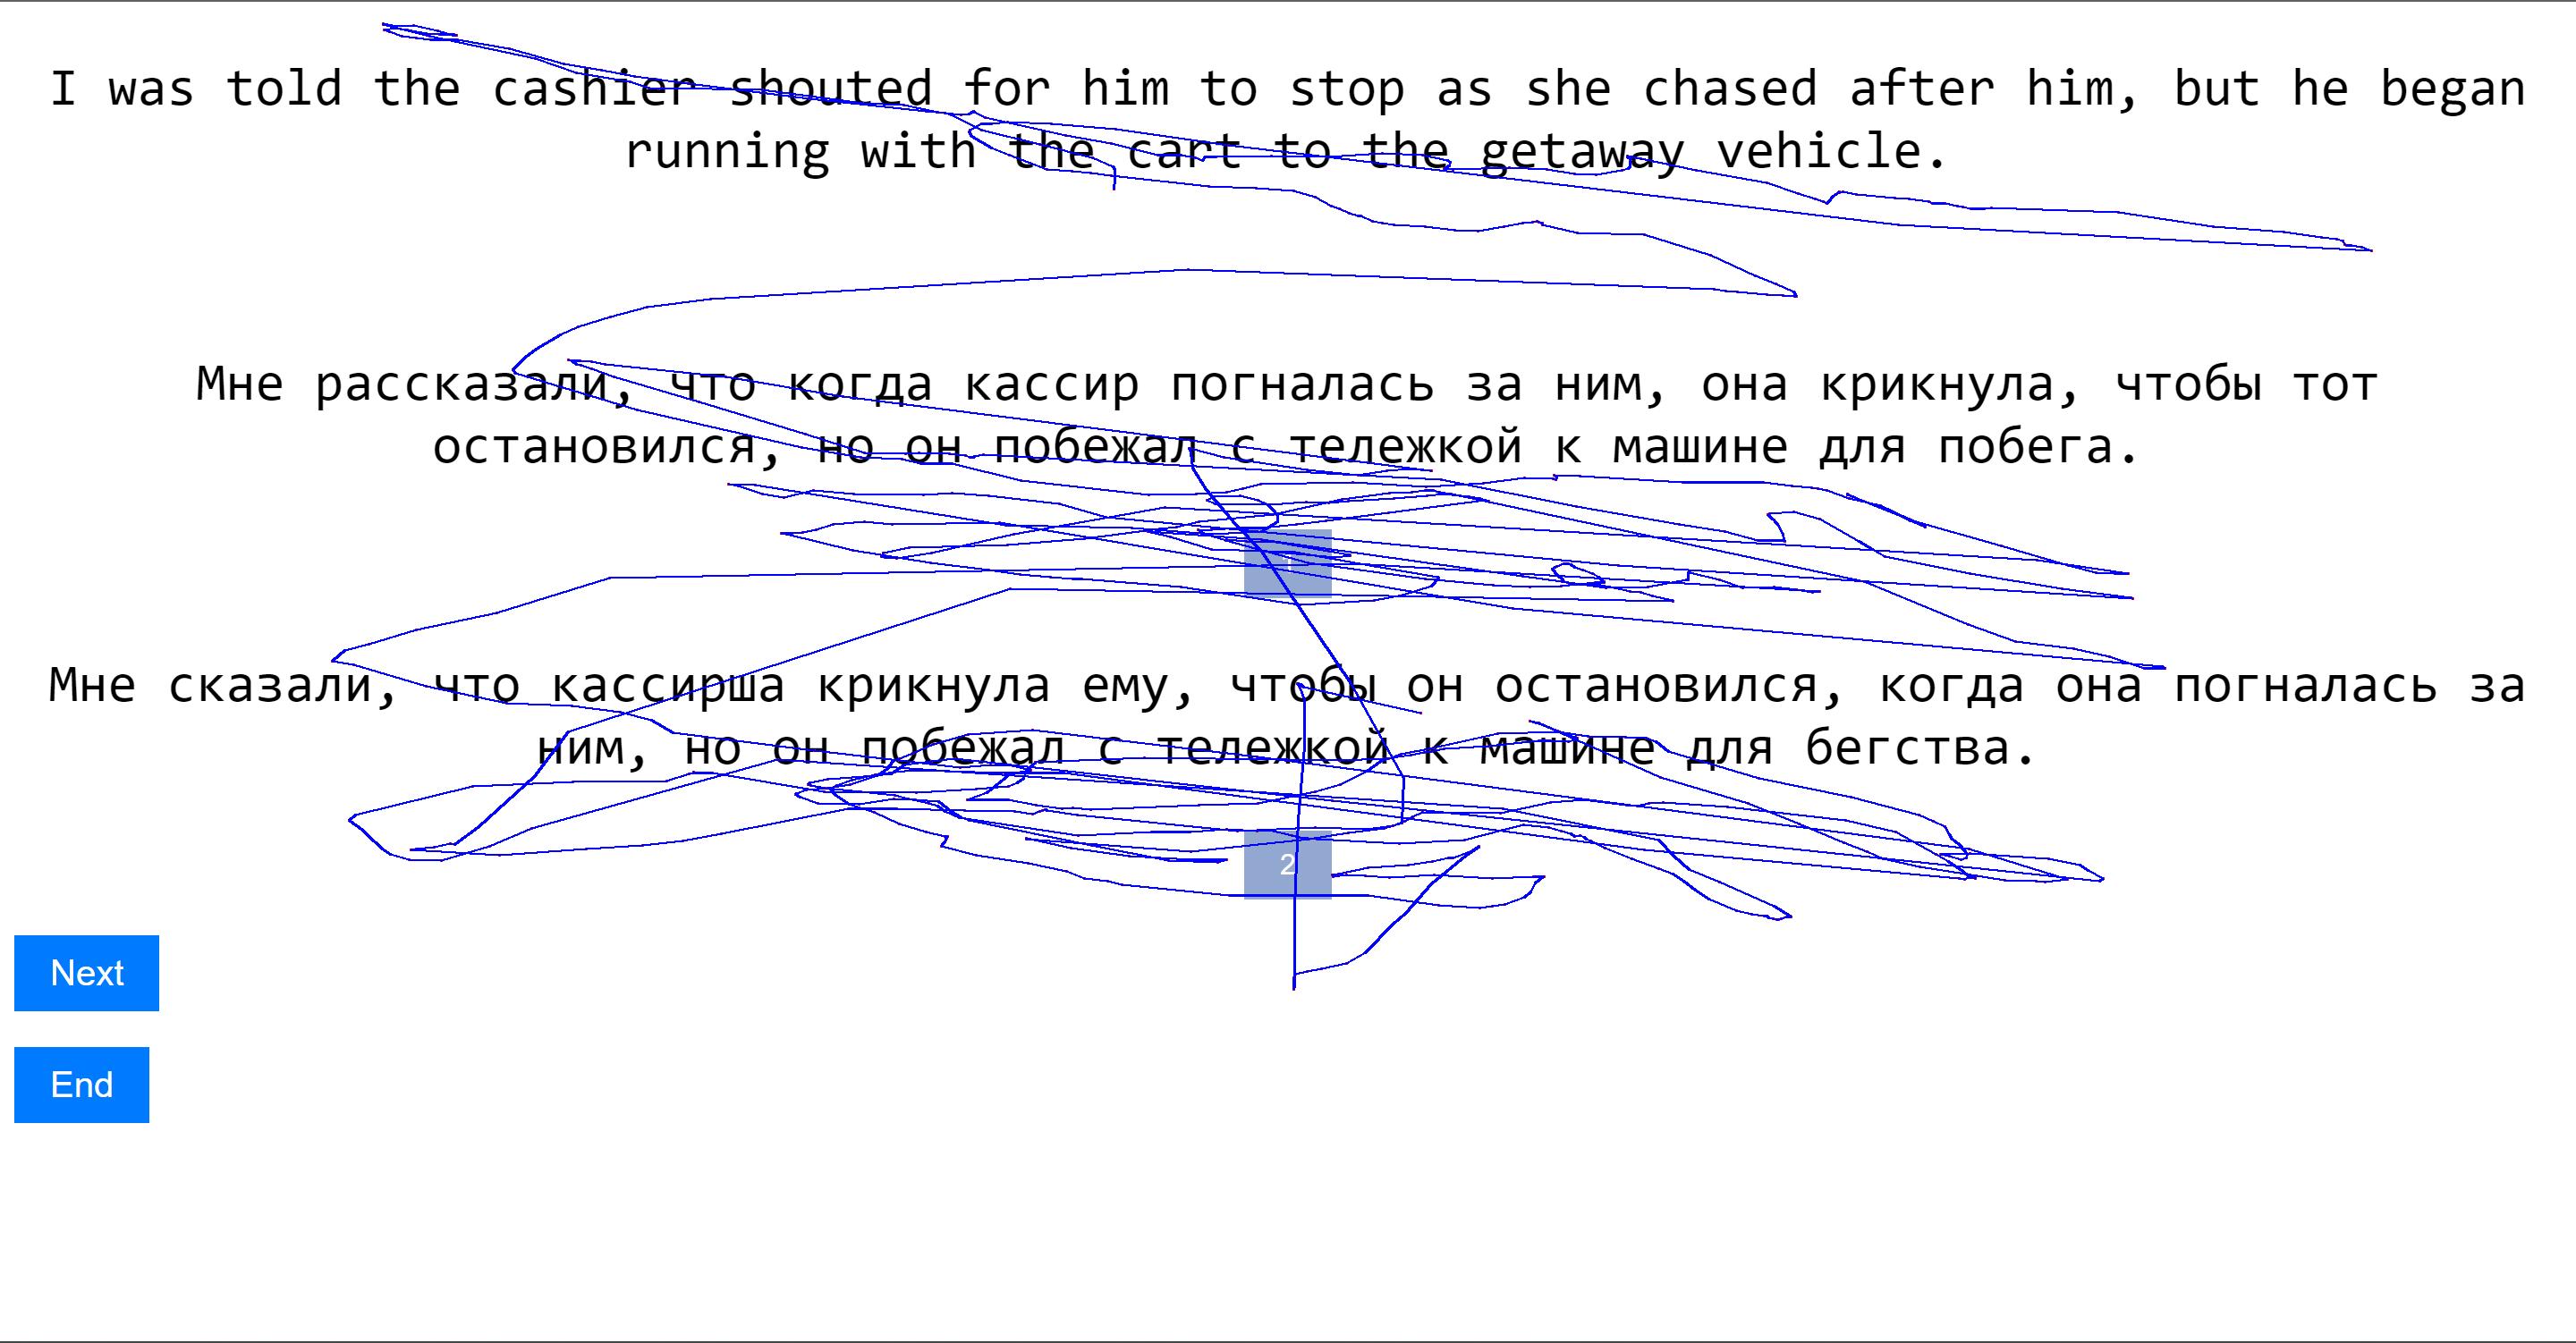 I was told the cashier shouted for him to stop as she chased after him, but he began
running with the cart to the getaway vehicle.
Мне рассказали, что когда кассир погналась за ним, она крикнула, чтобы тот
остановился, но он побежал с тележкой к машине для побега.
1
Мне сказали, что кассирша крикнула ему, чтобы он остановился, когда она погналась за
ним, но он побежал с тележкой к машине для бегства.
2
Next
End